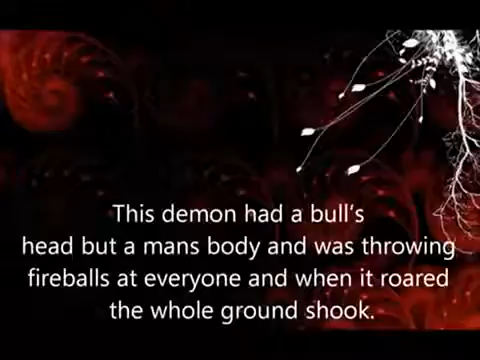 This demon had a bull's
head but a mans body and was throwing
fireballs at everyone and when it roared
the whole ground shook.